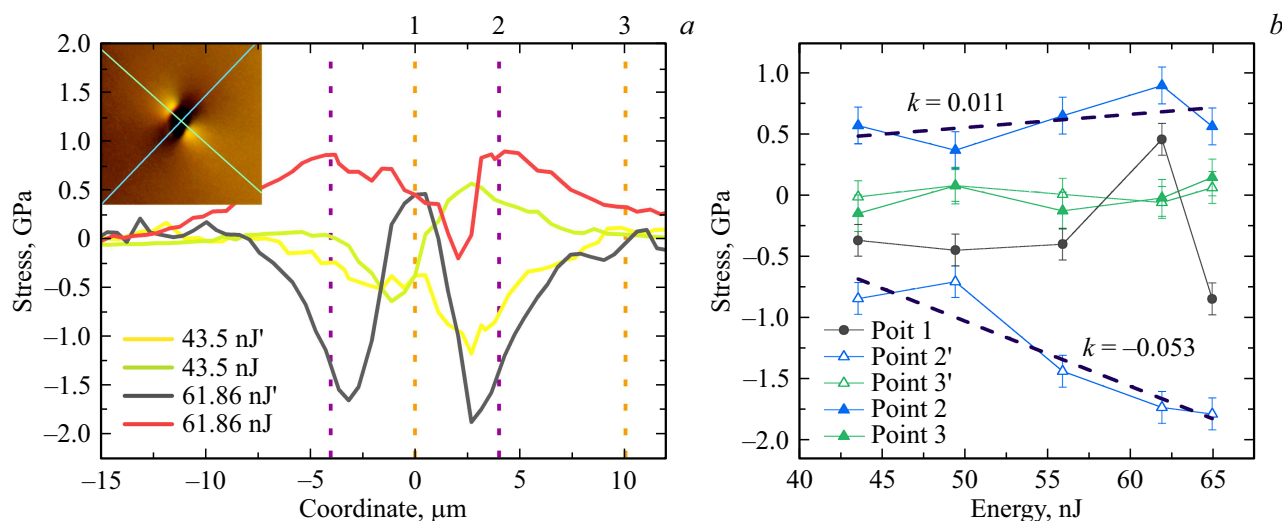 1 2 3 a
2.0
1.5
1.0
0.5
0
–0.5
–1.0
–1.5
–2.0
Stress, GPa
43.5 nJ'
43.5 nJ
61.86 nJ'
61.86 nJ
–15 –10 –5 0 5 10
Coordinate, μm
b
1.0
0.5
0
–0.5
–1.0
–1.5
–2.0
Stress, GPa
k = 0.011
k = –0.053
Poit 1
Point 2'
Point 3'
Point 2
Point 3
40 45 50 55 60 65
Energy, nJ